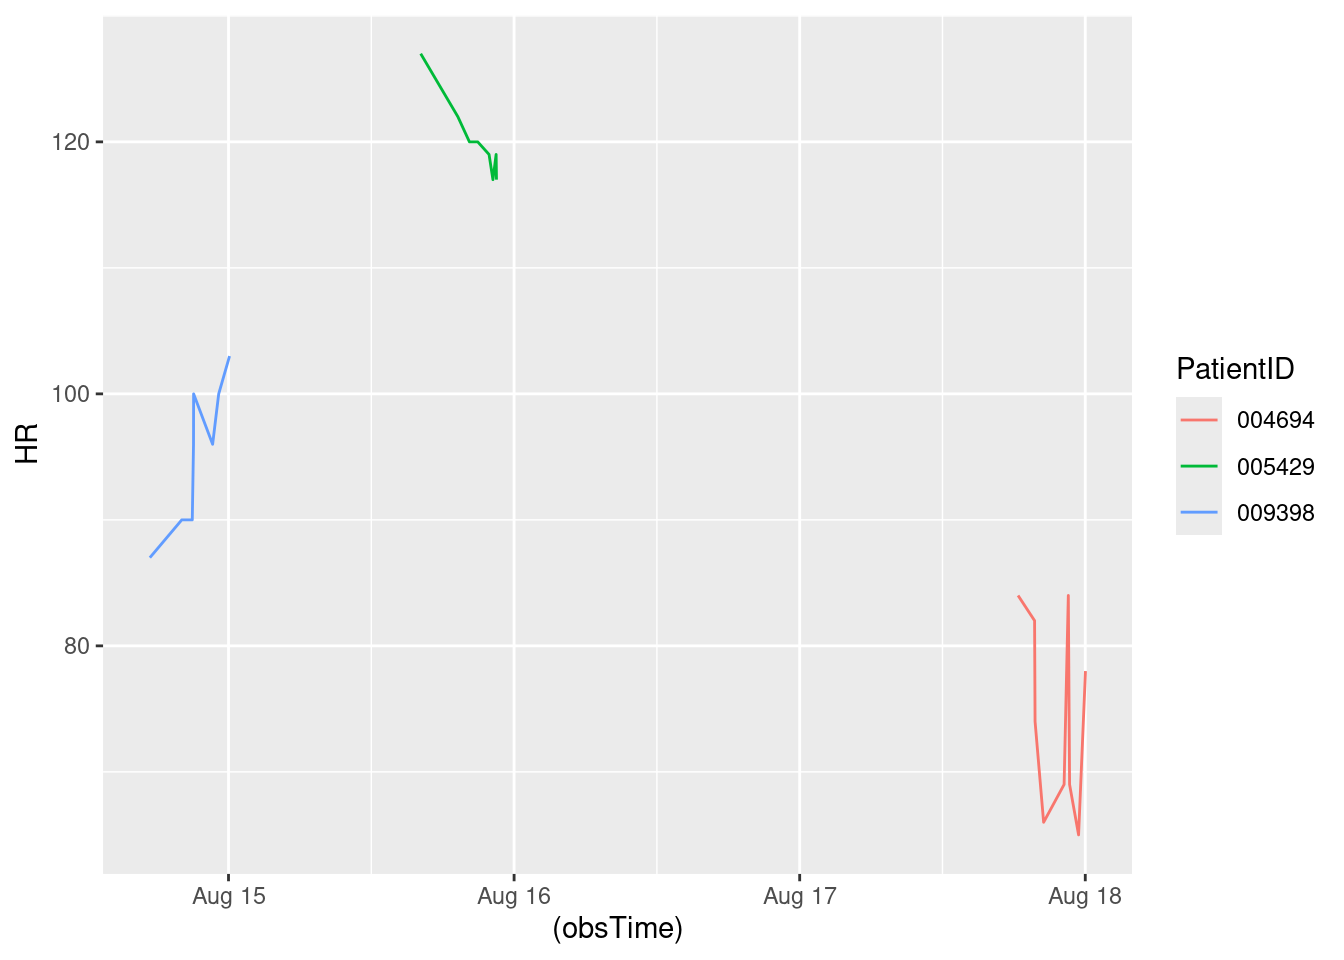 120
100
80
HR
Aug 15
Aug 16
Aug 17
Aug 18
(obsTime)
PatientID
004694
005429
009398